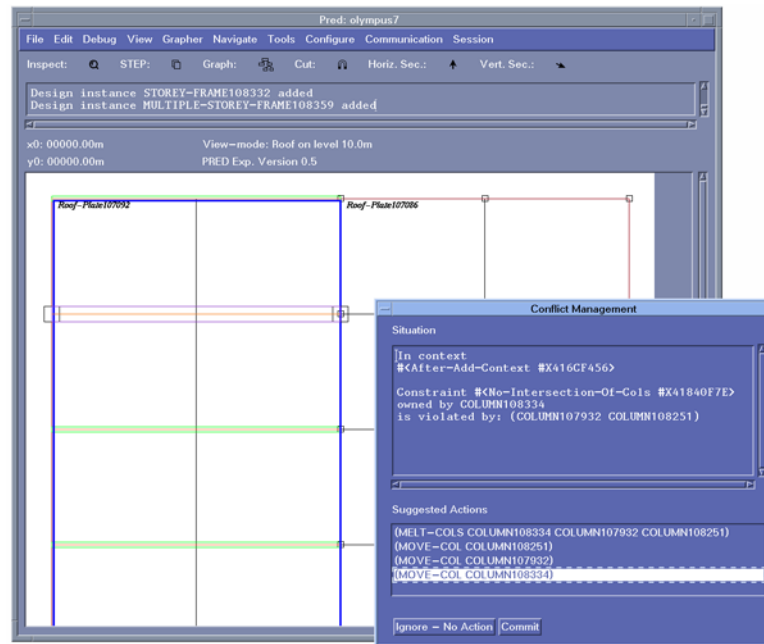 Pred: olympus7
File Edit Debug View Grapher Navigate Tools Configure Communication Session
Inspect: STEP: Graph: Cut: Horiz. Sec.: Vert. Sec.:
Design instance STOREY-FRAME108332 added
Design instance MULTIPLE-STOREY-FRAME108359 added
x0: 00000.00m View-mode: Roof on level 10.0m
y0: 00000.00m PRED Exp. Version 0.5
Roof-Plate107092 Roof-Plate107086
Conflict Management
Situation
In context
#<After-Add-Context #X416CF456>
Constraint #<No-Intersection-Of-Cols #X41840F7E>
owned by COLUMN108334
is violated by: (COLUMN107932 COLUMN108251)
Suggested Actions
(MELT-COLS COLUMN108334 COLUMN107932 COLUMN108251)
(MOVE-COL COLUMN108251)
(MOVE-COL COLUMN107932)
(MOVE-COL COLUMN108334)
Ignore - No Action Commit